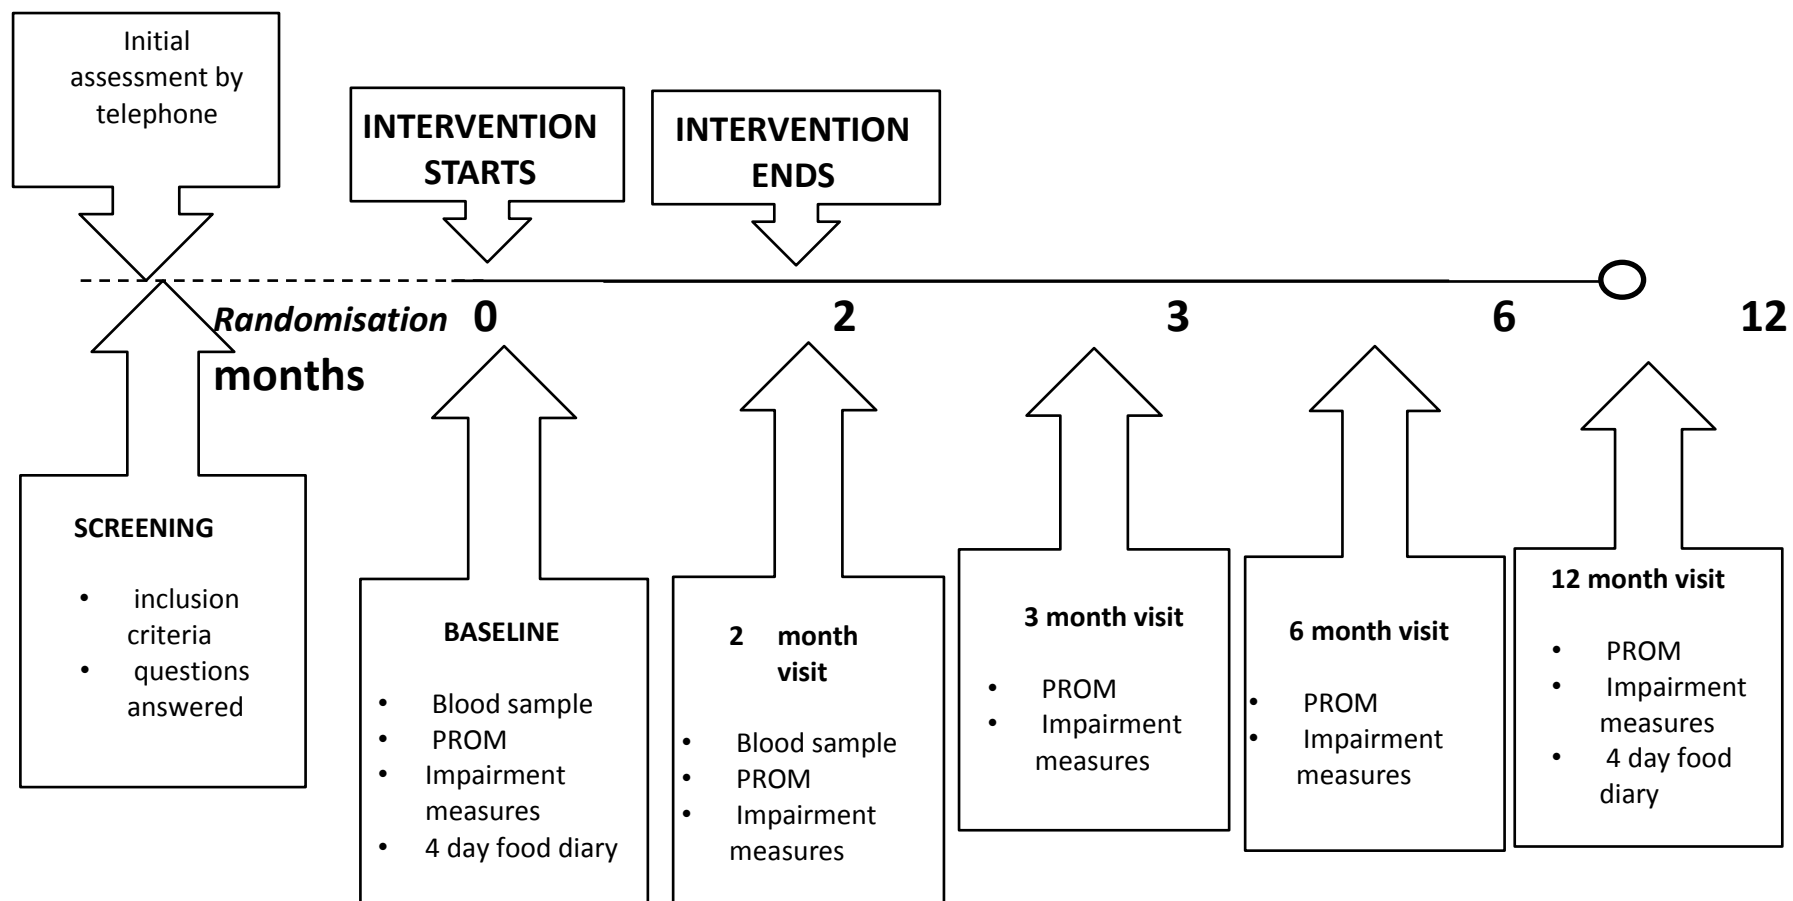 Initial
assessment by
telephone
INTERVENTION
STARTS
INTERVENTION
ENDS
Randomisation 0 2 3 6 12
months
SCREENING
• inclusion
criteria
• questions
answered
BASELINE
• Blood sample
• PROM
• Impairment
measures
• 4 day food diary
2 month
visit
• Blood sample
• PROM
• Impairment
measures
3 month visit
• PROM
• Impairment
measures
6 month visit
• PROM
• Impairment
measures
12 month visit
• PROM
• Impairment
measures
• 4 day food
diary